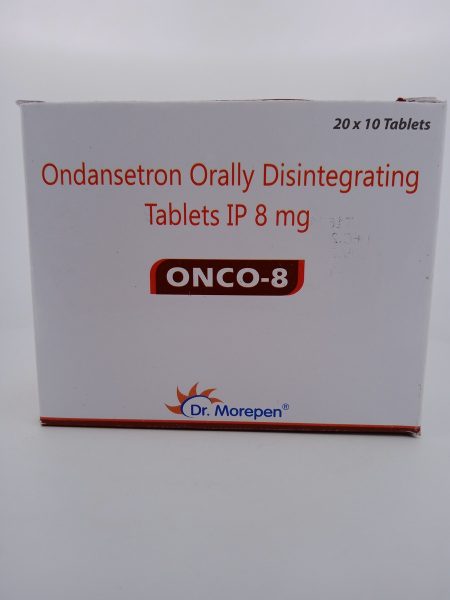 20 x 10 Tablets
Ondansetron Orally Disintegrating
Tablets IP 8 mg
ONCO-8
Dr. Morepen®